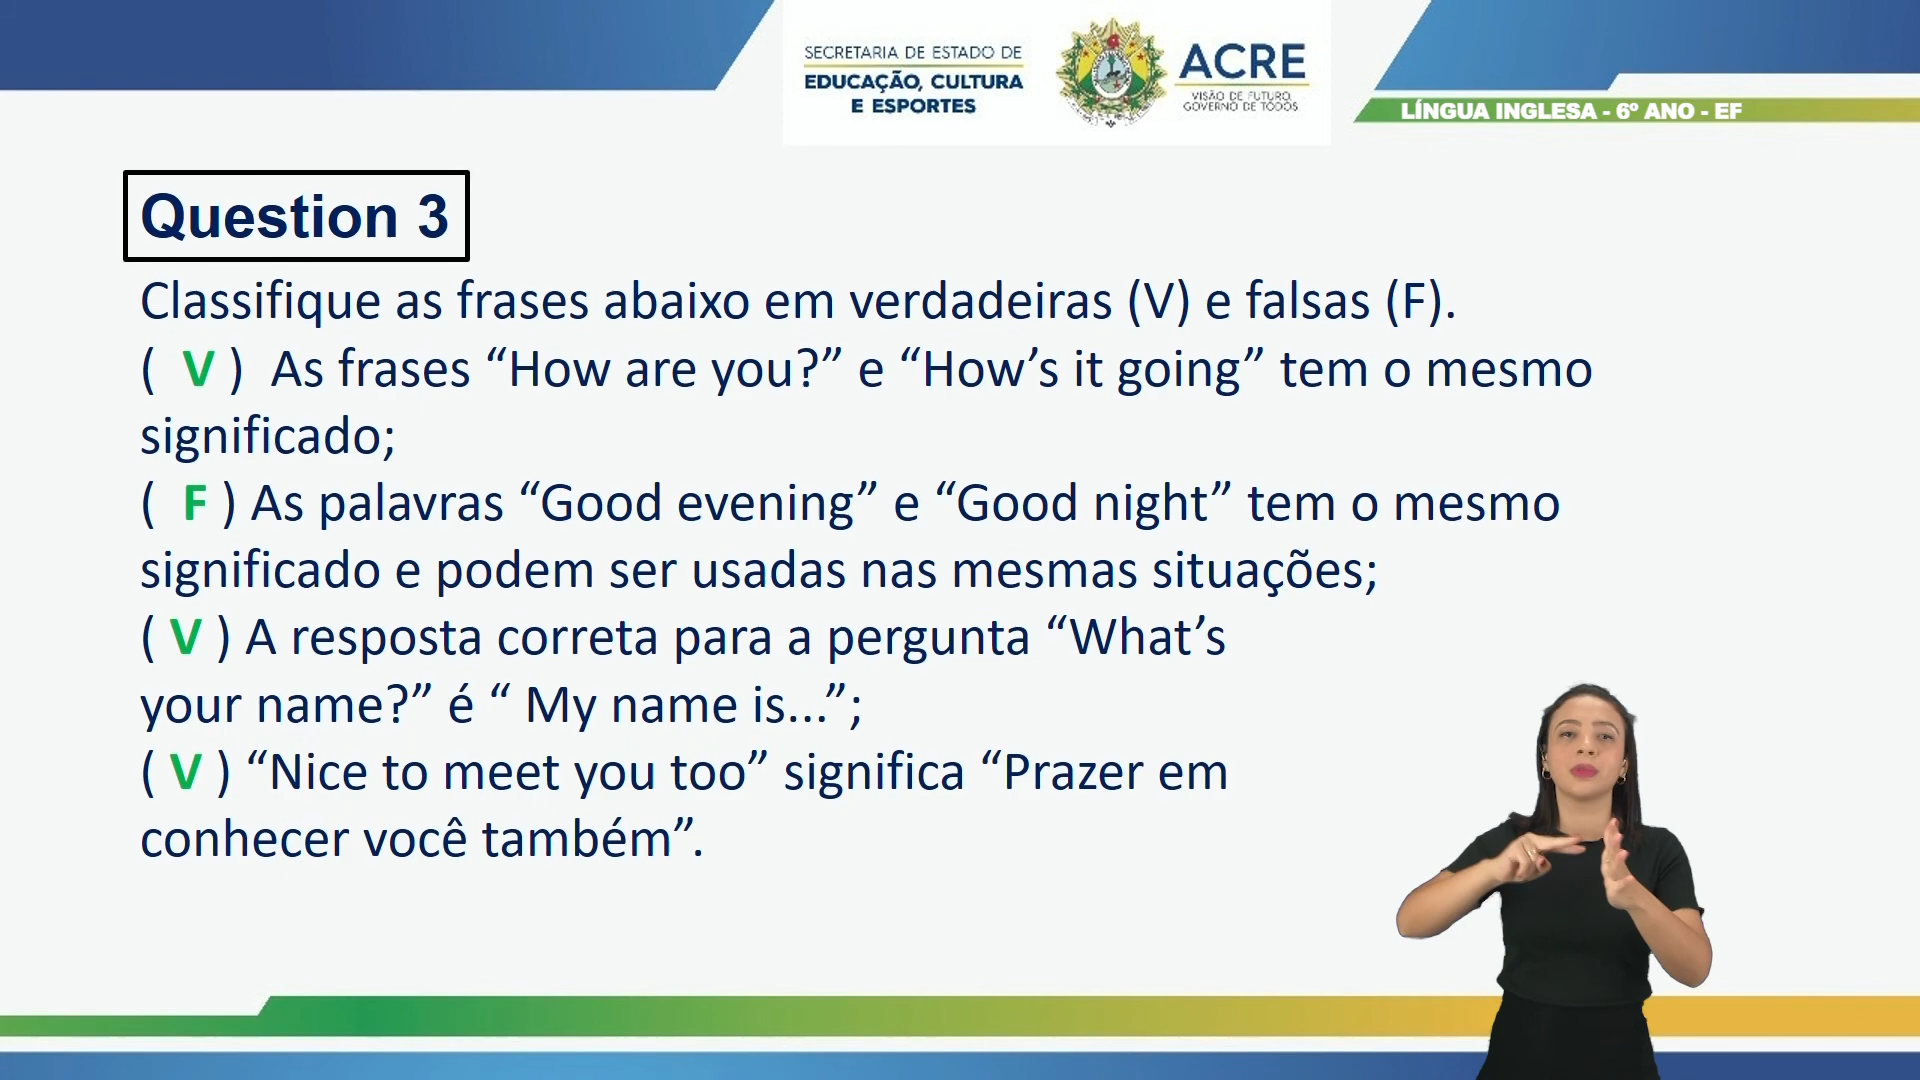 SECRETARIA DE ESTADO DE
EDUCAÇÃO, CULTURA
E ESPORTES
ACRE
VISÃO DE FUTURO,
GOVERNO DE TODOS
LÍNGUA INGLESA - 6º ANO - EF
Question 3
Classifique as frases abaixo em verdadeiras (V) e falsas (F).
( V ) As frases “How are you?” e “How’s it going” tem o mesmo
significado;
( F ) As palavras “Good evening” e “Good night” tem o mesmo
significado e podem ser usadas nas mesmas situações;
( V ) A resposta correta para a pergunta “What’s
your name?” é “ My name is...”;
( V ) “Nice to meet you too” significa “Prazer em
conhecer você também”.